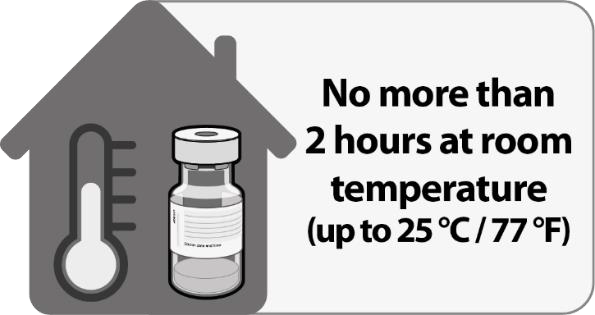 No more than
2 hours at room
temperature
(up to 25 °C / 77 °F)